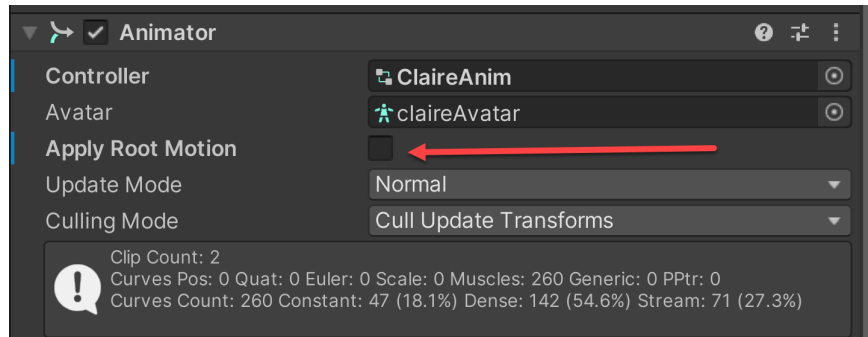 Animator
Controller ClaireAnim
Avatar claireAvatar
Apply Root Motion
Update Mode Normal
Culling Mode Cull Update Transforms
Clip Count: 2
Curves Pos: 0 Quat: 0 Euler: 0 Scale: 0 Muscles: 260 Generic: 0 PPtr: 0
Curves Count: 260 Constant: 47 (18.1%) Dense: 142 (54.6%) Stream: 71 (27.3%)